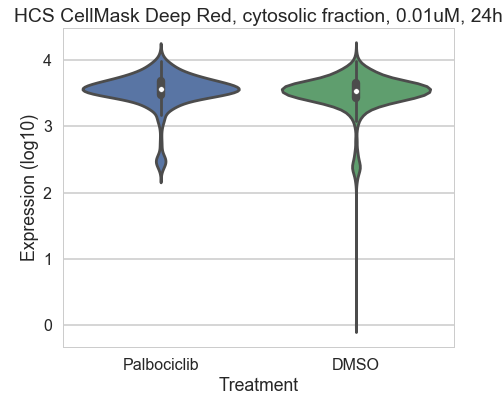 HCS CellMask Deep Red, cytosolic fraction, 0.01uM, 24h
4
3
2
1
0
Expression (log10)
Palbociclib
DMSO
Treatment